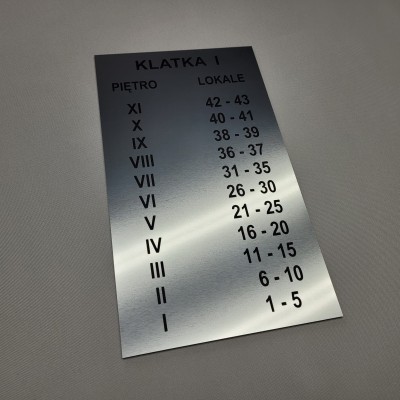 KLATKA I
PIĘTRO LOKALE
XI 42 - 43
X 40 - 41
IX 38 - 39
VIII 36 - 37
VII 31 - 35
VI 26 - 30
V 21 - 25
IV 16 - 20
III 11 - 15
II 6 - 10
I 1 - 5